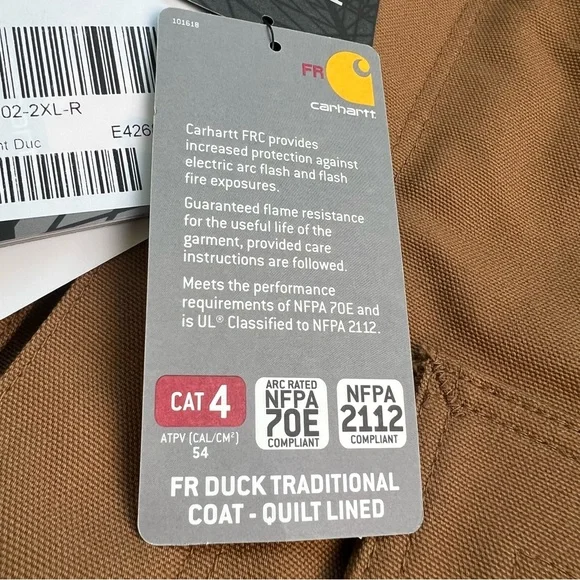 101618
FR
carhartt
02-2XL-R
E426
nt Duc
Carhartt FRC provides
increased protection against
electric arc flash and flash
fire exposures.
Guaranteed flame resistance
for the useful life of the
garment, provided care
instructions are followed.
Meets the performance
requirements of NFPA 70E and
is UL® Classified to NFPA 2112.
CAT 4
ATPV (CAL/CM²)
54
ARC RATED
NFPA
70E
COMPLIANT
NFPA
2112
COMPLIANT
FR DUCK TRADITIONAL
COAT - QUILT LINED